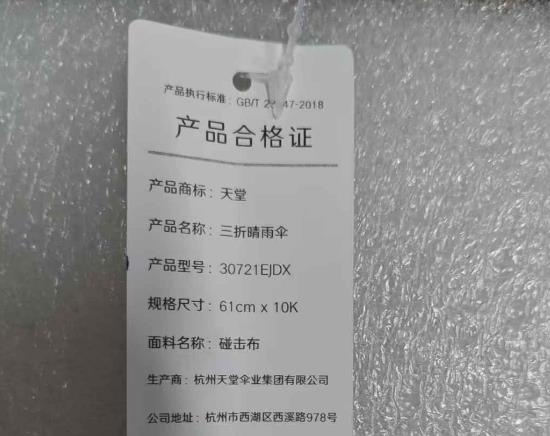 产品执行标准：GB/T 2 47-2018
产品合格证
产品商标：天堂
产品名称：三折晴雨伞
产品型号：30721EJDX
规格尺寸：61cm x 10K
面料名称：碰击布
生产商：杭州天堂伞业集团有限公司
公司地址：杭州市西湖区西溪路978号